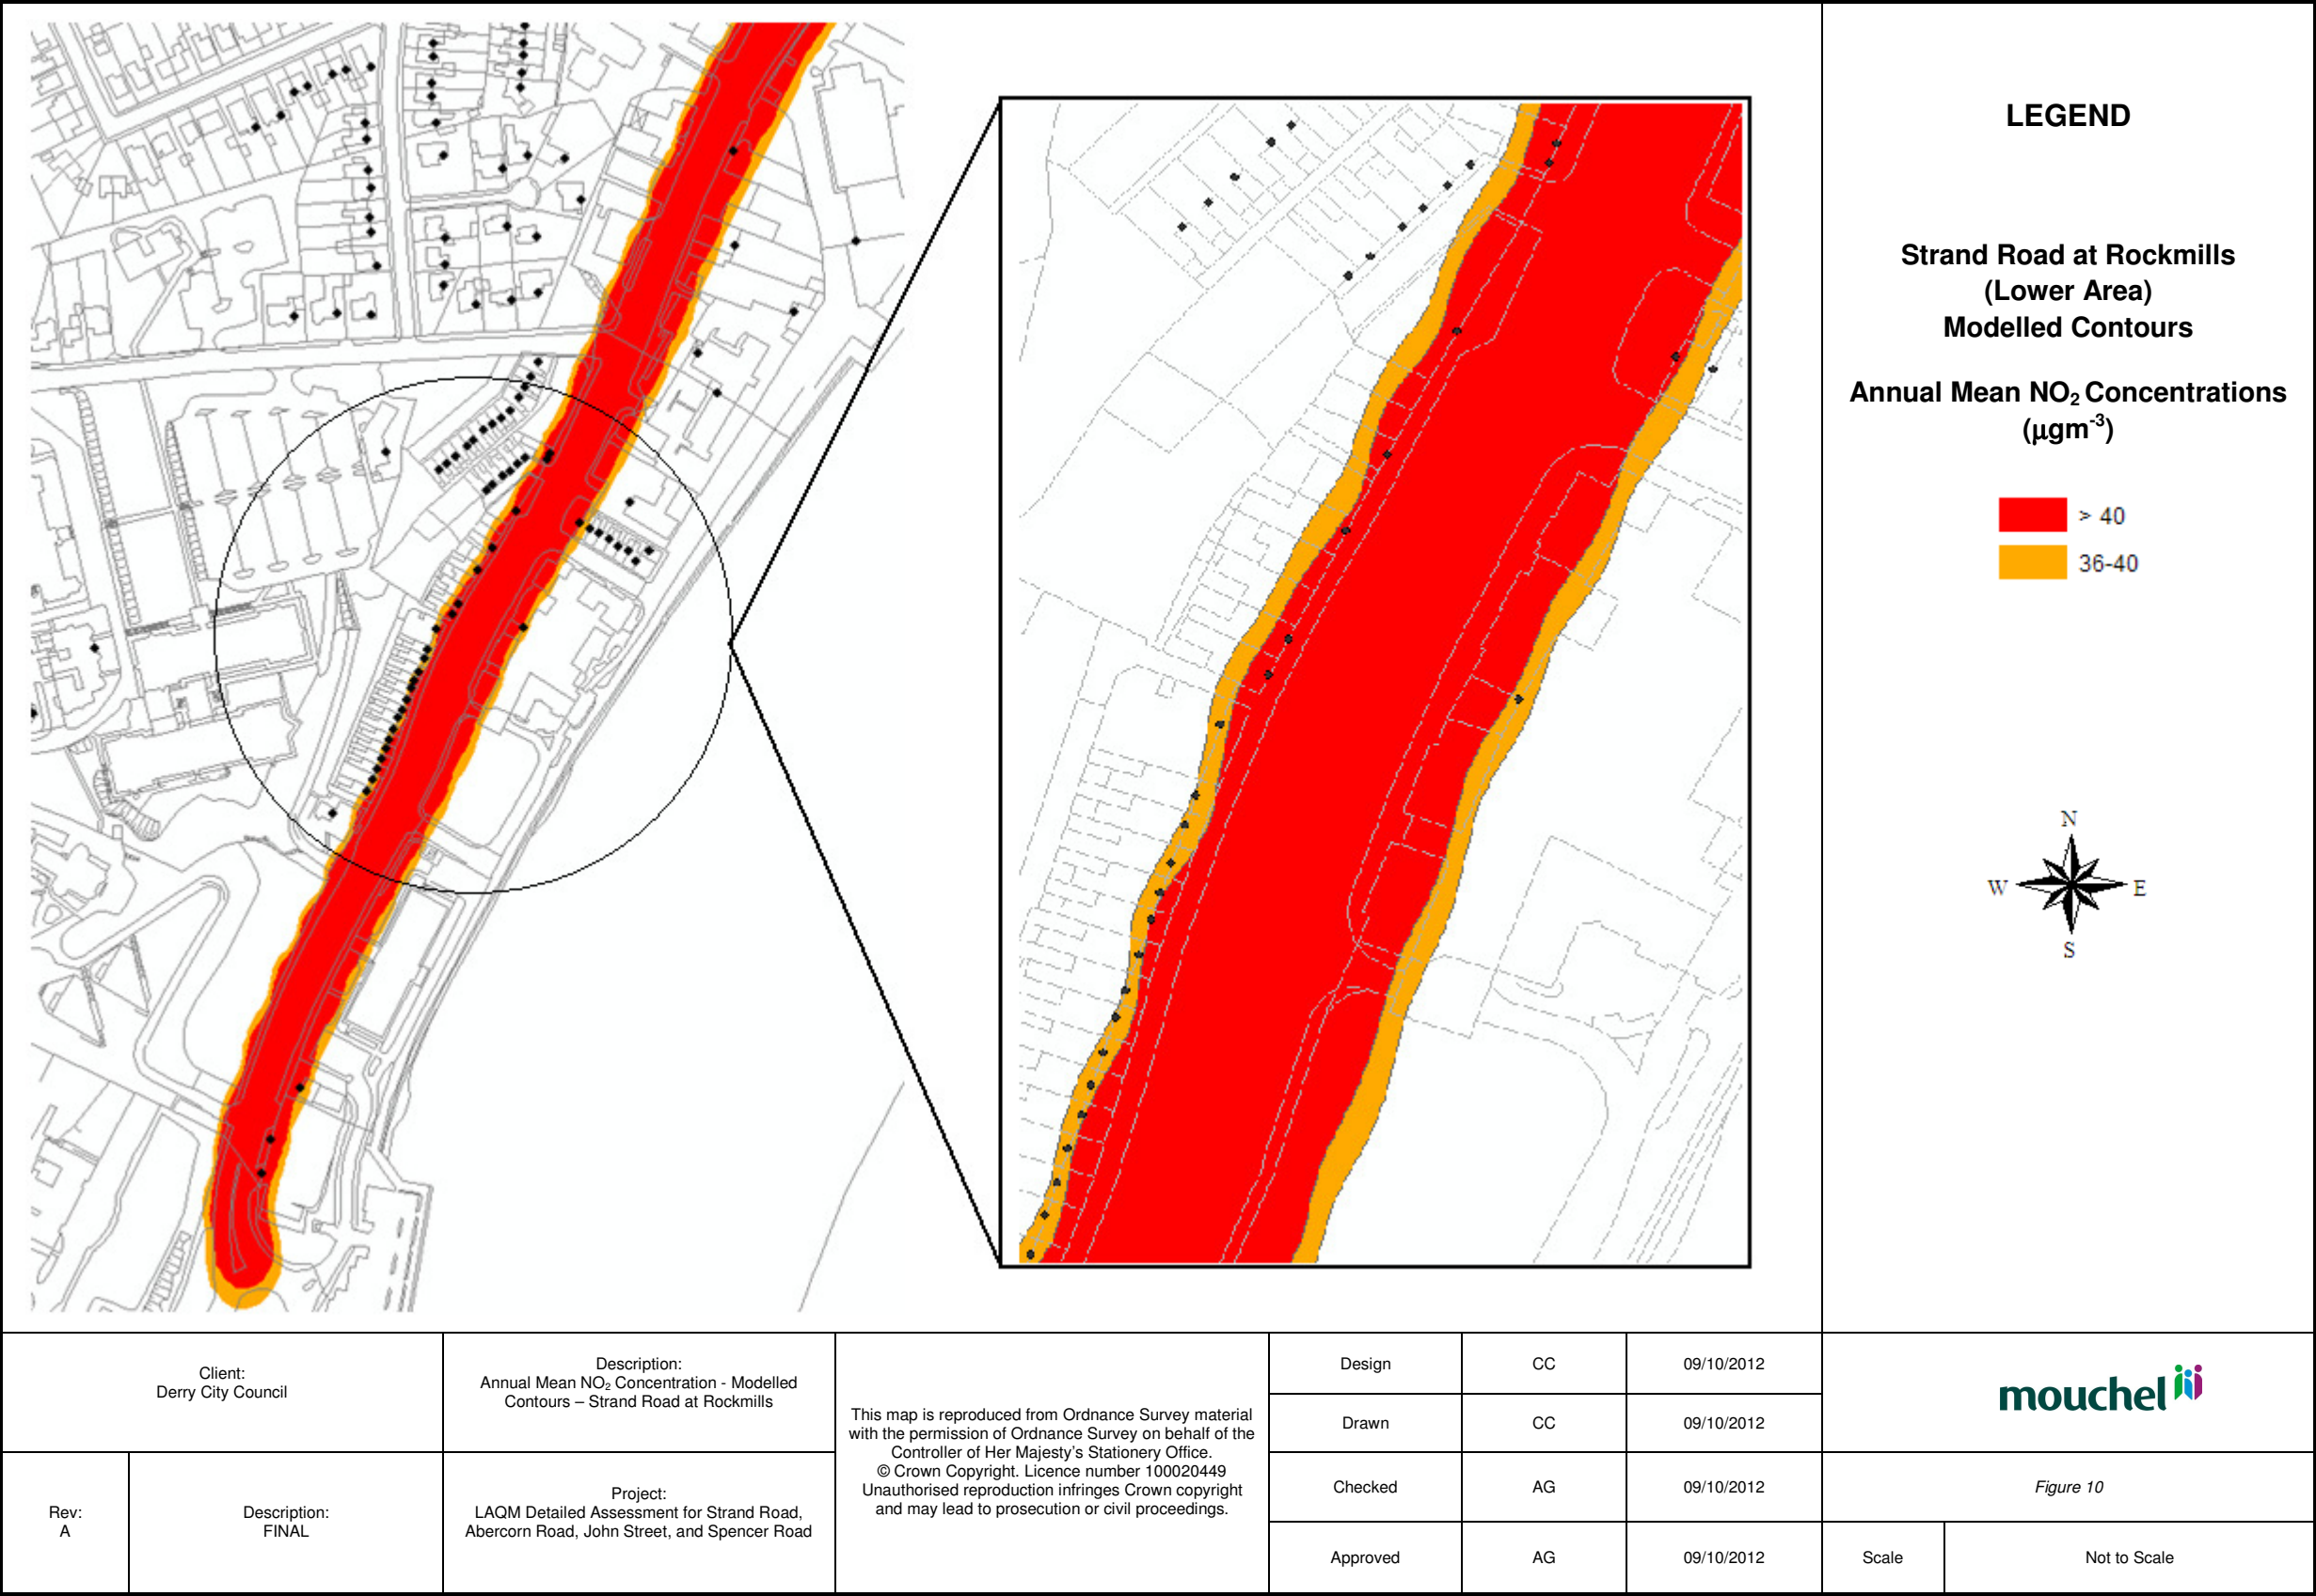 LEGEND
Strand Road at Rockmills
(Lower Area)
Modelled Contours
Annual Mean NO₂ Concentrations
(µgm⁻³)
> 40
36-40
N
W
E
S
Client:
Derry City Council
Description:
Annual Mean NO₂ Concentration - Modelled
Contours – Strand Road at Rockmills
Rev:
A
Description:
FINAL
Project:
LAQM Detailed Assessment for Strand Road,
Abercorn Road, John Street, and Spencer Road
This map is reproduced from Ordnance Survey material
with the permission of Ordnance Survey on behalf of the
Controller of Her Majesty's Stationery Office.
© Crown Copyright. Licence number 100020449
Unauthorised reproduction infringes Crown copyright
and may lead to prosecution or civil proceedings.
Design CC 09/10/2012
Drawn CC 09/10/2012
Checked AG 09/10/2012
Approved AG 09/10/2012
mouchel
Figure 10
Scale Not to Scale